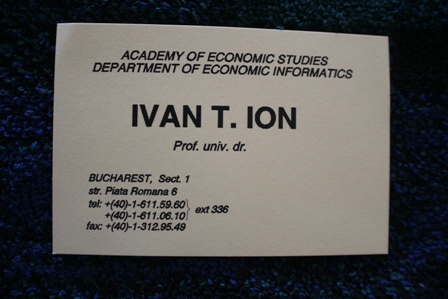 ACADEMY OF ECONOMIC STUDIES
DEPARTMENT OF ECONOMIC INFORMATICS
IVAN T. ION
Prof. univ. dr.
BUCHAREST, Sect. 1
str. Piata Romana 6
tel: +(40)-1-611.59.60
+(40)-1-611.06.10 } ext 336
fax: +(40)-1-312.95.49